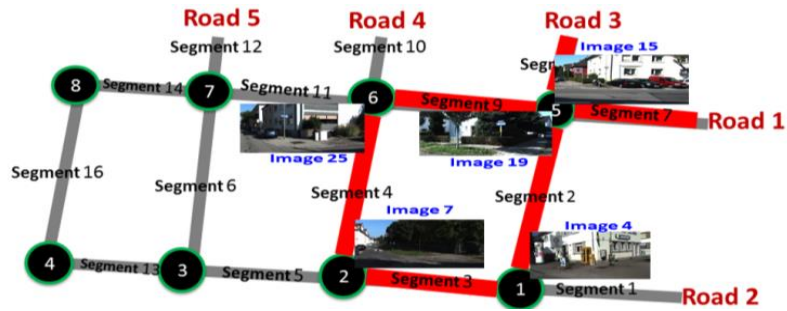 Road 5
Road 4
Road 3
Segment 12
Segment 10
Image 15
Segm
8
Segment 14
7
Segment 11
6
Segment 9
5
Segment 7
Road 1
Image 25
Image 19
Segment 16
Segment 6
Segment 4
Segment 2
Image 7
Image 4
4
Segment 13
3
Segment 5
2
Segment 3
1
Segment 1
Road 2